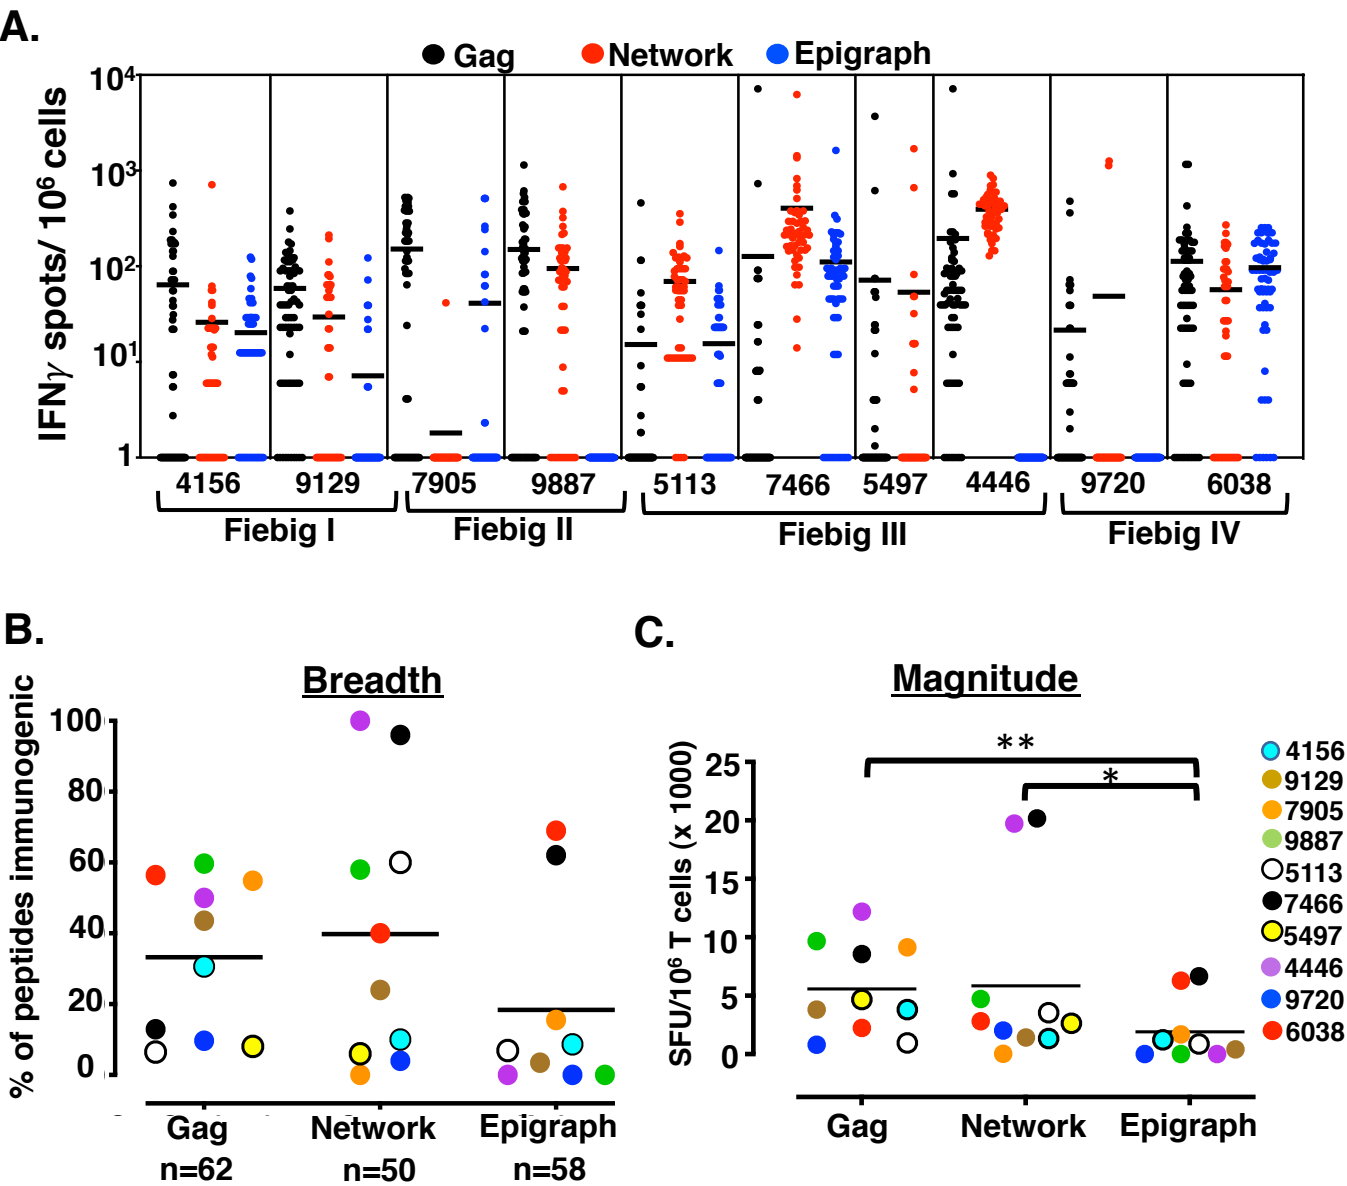 A.
Gag Network Epigraph
IFNγ spots/ 10⁶ cells
10⁴
10³
10²
10¹
1
4156 9129 7905 9887 5113 7466 5497 4446 9720 6038
Fiebig I Fiebig II Fiebig III Fiebig IV
B.
Breadth
% of peptides immunogenic
100
80
60
40
20
0
Gag Network Epigraph
n=62 n=50 n=58
C.
Magnitude
SFU/10⁶ T cells (x 1000)
**
*
25
20
15
10
5
0
Gag Network Epigraph
4156
9129
7905
9887
5113
7466
5497
4446
9720
6038